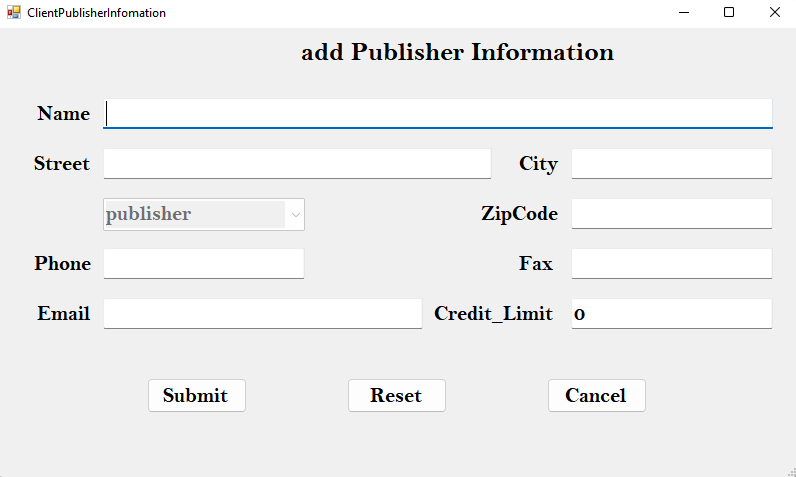 ClientPublisherInfomation
add Publisher Information
Name
Street City
publisher ZipCode
Phone Fax
Email Credit_Limit 0
Submit Reset Cancel